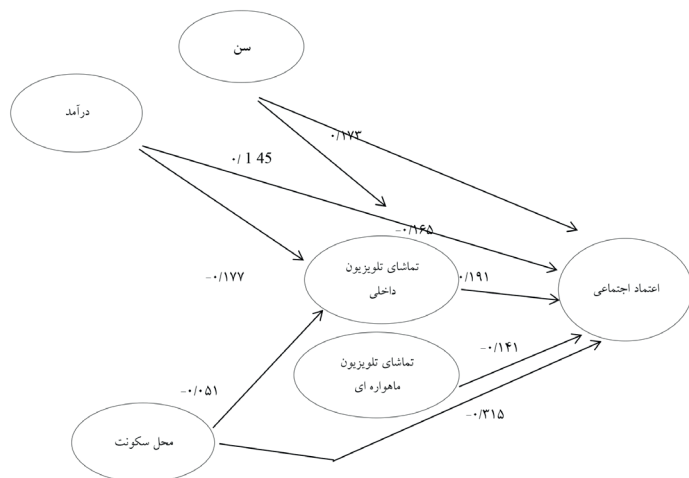 سن
درآمد
۰/۱۷۳
۰/ 1 45
-۰/۱۶۵
-۰/۱۷۷
تماشای تلویزیون
داخلی
۰/۱۹۱
اعتماد اجتماعی
تماشای تلویزیون
ماهواره ای
-۰/۱۴۱
-۰/۰۵۱
-۰/۳۱۵
محل سکونت